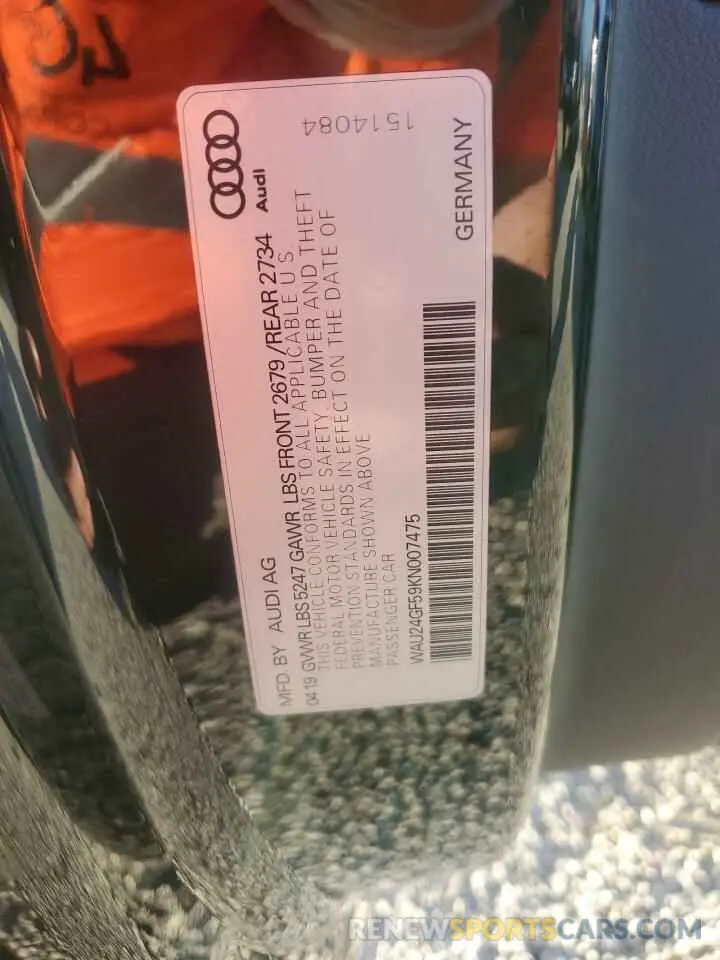 Audi
MFD. BY AUDI AG
04 19 GVWR LBS 5247 GAWR LBS FRONT 2679 / REAR 2734
THIS VEHICLE CONFORMS TO ALL APPLICABLE U S.
FEDERAL MOTOR VEHICLE SAFETY, BUMPER AND THEFT
PREVENTION STANDARDS IN EFFECT ON THE DATE OF
MANUFACTURE SHOWN ABOVE
PASSENGER CAR
WAU24GF59KN007475
GERMANY
1514084
RENEWSPORTSCARS.COM